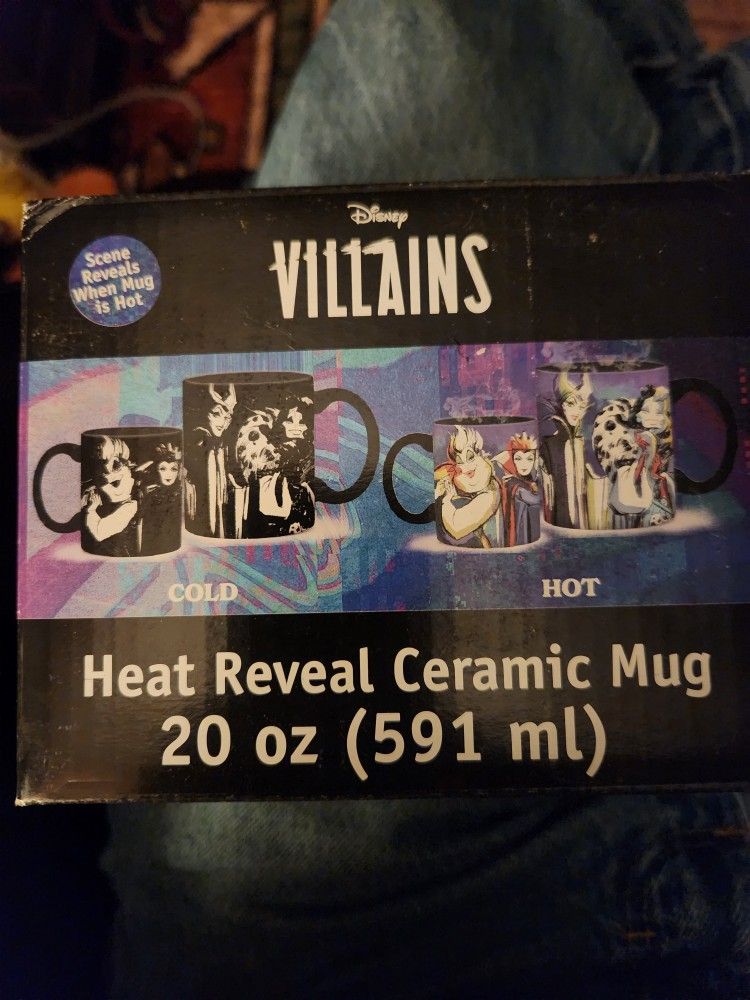 Disney
VILLAINS
Scene
Reveals
When Mug
is Hot
COLD
HOT
Heat Reveal Ceramic Mug
20 oz (591 ml)